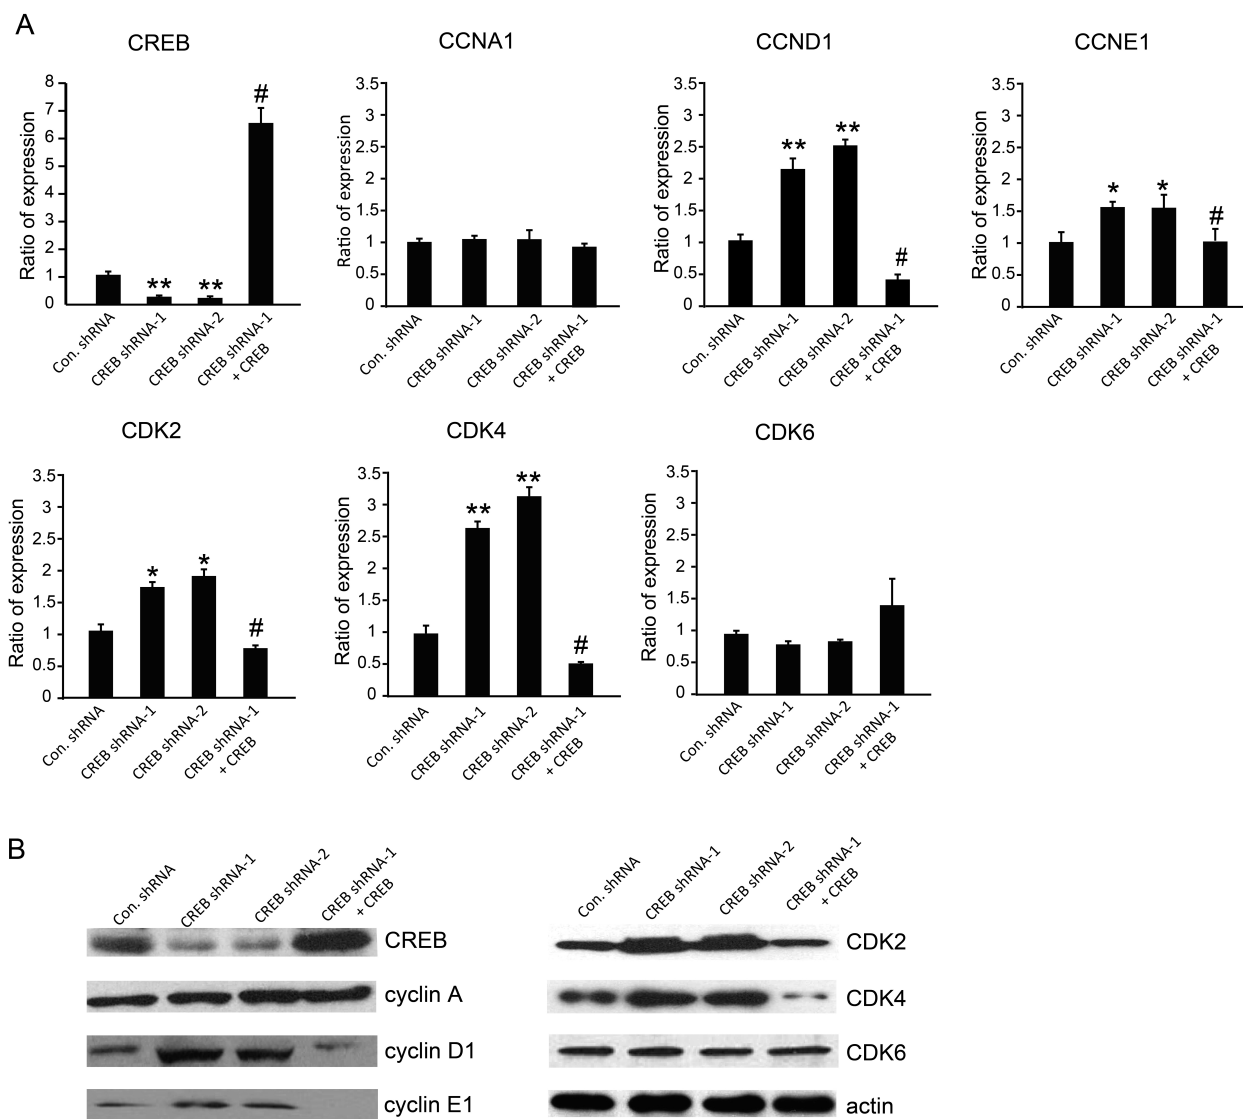 A
CREB
CCNA1
CCND1
CCNE1
Ratio of expression
8
7
6
5
4
3
2
1
0
**
**
#
Con. shRNA
CREB shRNA-1
CREB shRNA-2
CREB shRNA-1
+ CREB
Ratio of expression
3.5
3
2.5
2
1.5
1
0.5
0
Con. shRNA
CREB shRNA-1
CREB shRNA-2
CREB shRNA-1
+ CREB
Ratio of expression
3.5
3
2.5
2
1.5
1
0.5
0
**
**
#
Con. shRNA
CREB shRNA-1
CREB shRNA-2
CREB shRNA-1
+ CREB
Ratio of expression
3.5
3
2.5
2
1.5
1
0.5
0
*
*
#
Con. shRNA
CREB shRNA-1
CREB shRNA-2
CREB shRNA-1
+ CREB
CDK2
CDK4
CDK6
Ratio of expression
3.5
3
2.5
2
1.5
1
0.5
0
*
*
#
Con. shRNA
CREB shRNA-1
CREB shRNA-2
CREB shRNA-1
+ CREB
Ratio of expression
3.5
3
2.5
2
1.5
1
0.5
0
**
**
#
Con. shRNA
CREB shRNA-1
CREB shRNA-2
CREB shRNA-1
+ CREB
Ratio of expression
3.5
3
2.5
2
1.5
1
0.5
0
Con. shRNA
CREB shRNA-1
CREB shRNA-2
CREB shRNA-1
+ CREB
B
Con. shRNA
CREB shRNA-1
CREB shRNA-2
CREB shRNA-1
+ CREB
CREB
cyclin A
cyclin D1
cyclin E1
Con. shRNA
CREB shRNA-1
CREB shRNA-2
CREB shRNA-1
+ CREB
CDK2
CDK4
CDK6
actin